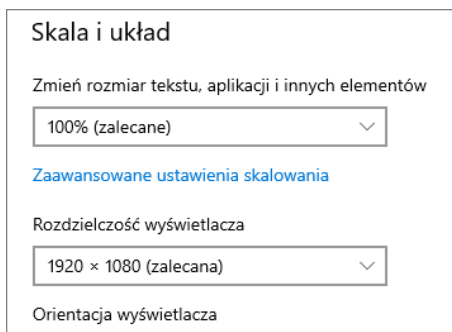 Skala i układ
Zmień rozmiar tekstu, aplikacji i innych elementów
100% (zalecane)
Zaawansowane ustawienia skalowania
Rozdzielczość wyświetlacza
1920 × 1080 (zalecana)
Orientacja wyświetlacza